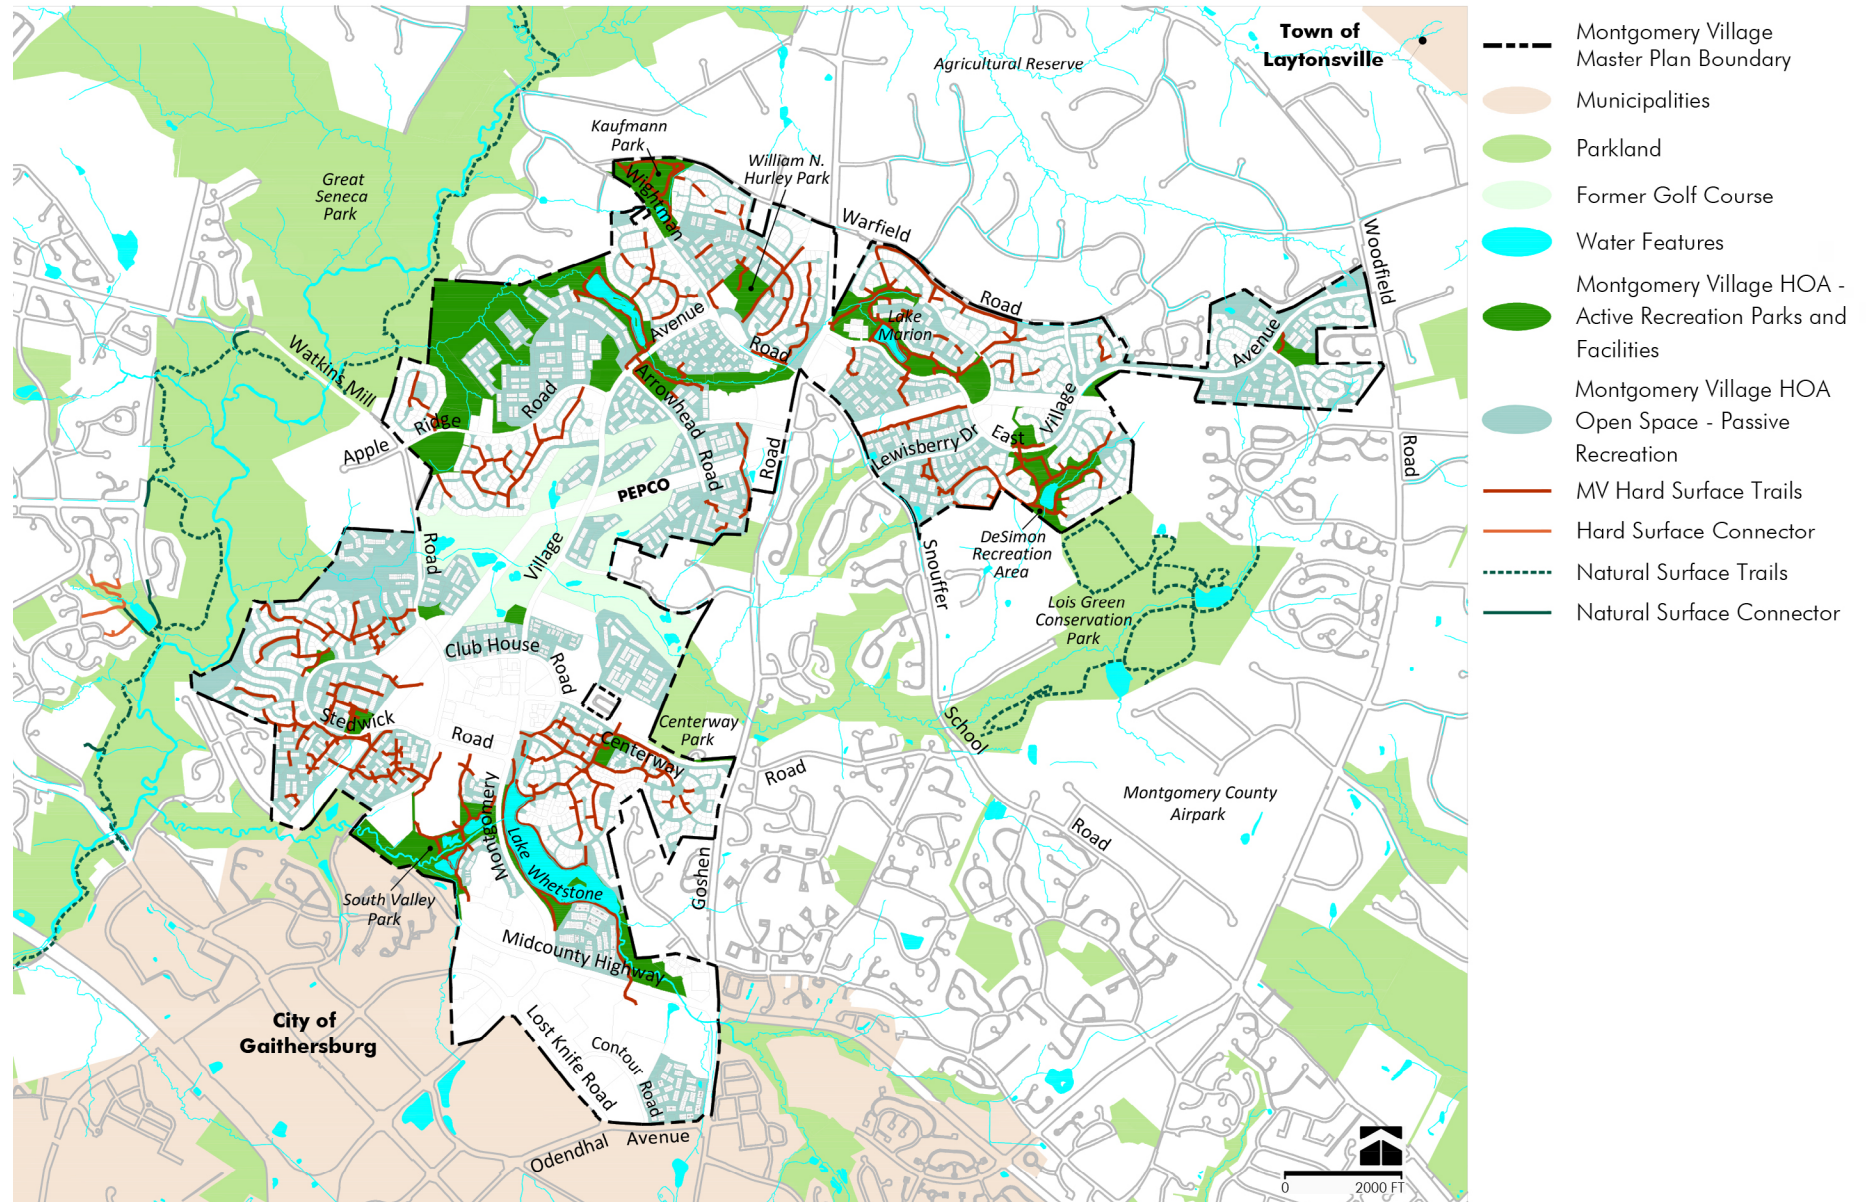 Town of
Laytonsville
Agricultural Reserve
Kaufmann
Park
William N.
Hurley Park
Great
Seneca
Park
Wightman
Warfield
Woodfield
Road
Avenue
Road
Lake
Marion
Avenue
Watkins Mill
Arrowhead
Road
Village
Ridge
Apple
Road
East
Lewisberry Dr
Road
Road
PEPCO
Road
Village
Snouffer
DeSimon
Recreation
Area
Lois Green
Conservation
Park
Club House
Road
Stedwick
Road
Centerway
Centerway
Park
School
Road
Montgomery
Lake
Whetstone
Montgomery County
Airpark
Road
Goshen
South Valley
Park
Midcounty Highway
City of
Gaithersburg
Lost Knife Road
Contour
Road
Odendhal
Avenue
0
2000 FT
Montgomery Village
Master Plan Boundary
Municipalities
Parkland
Former Golf Course
Water Features
Montgomery Village HOA -
Active Recreation Parks and
Facilities
Montgomery Village HOA
Open Space - Passive
Recreation
MV Hard Surface Trails
Hard Surface Connector
Natural Surface Trails
Natural Surface Connector